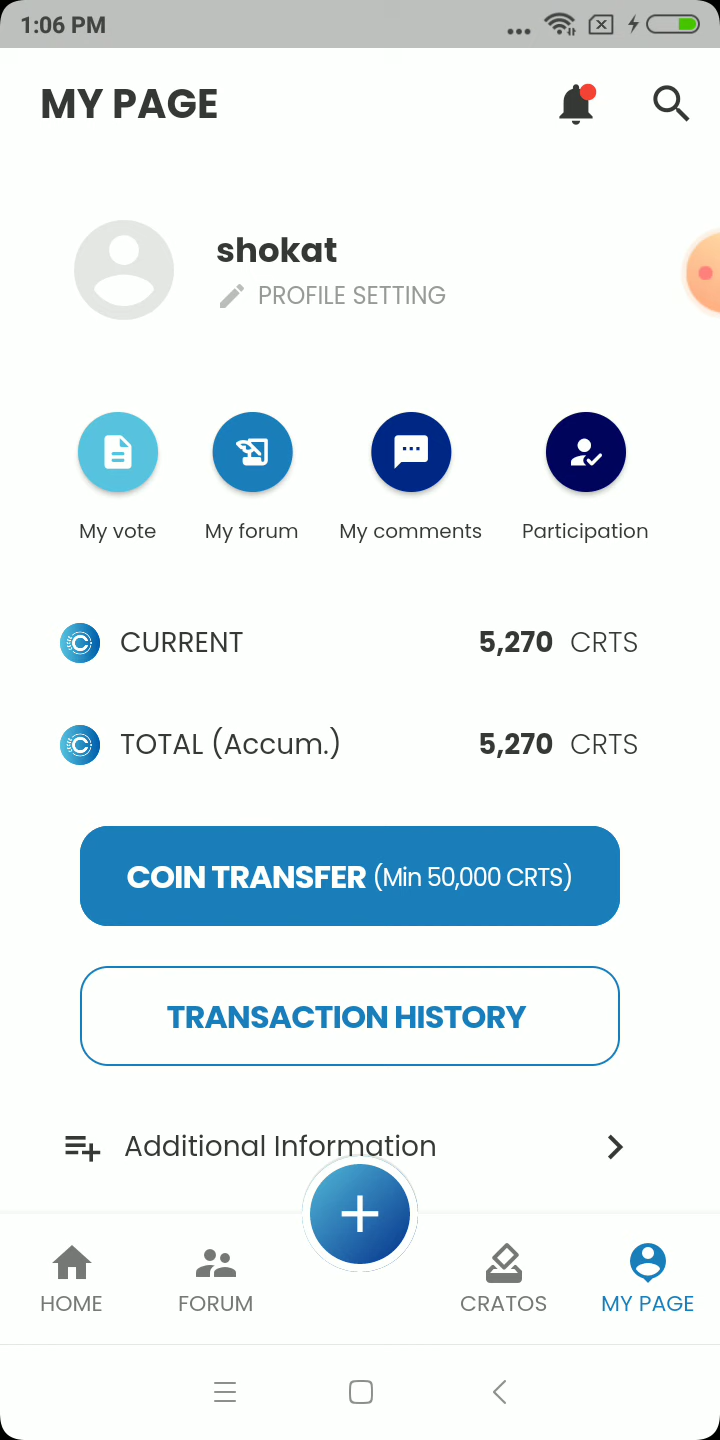 1:06 PM
MY PAGE
shokat
PROFILE SETTING
My vote My forum My comments Participation
CURRENT 5,270 CRTS
TOTAL (Accum.) 5,270 CRTS
COIN TRANSFER (Min 50,000 CRTS)
TRANSACTION HISTORY
Additional Information
HOME FORUM CRATOS MY PAGE